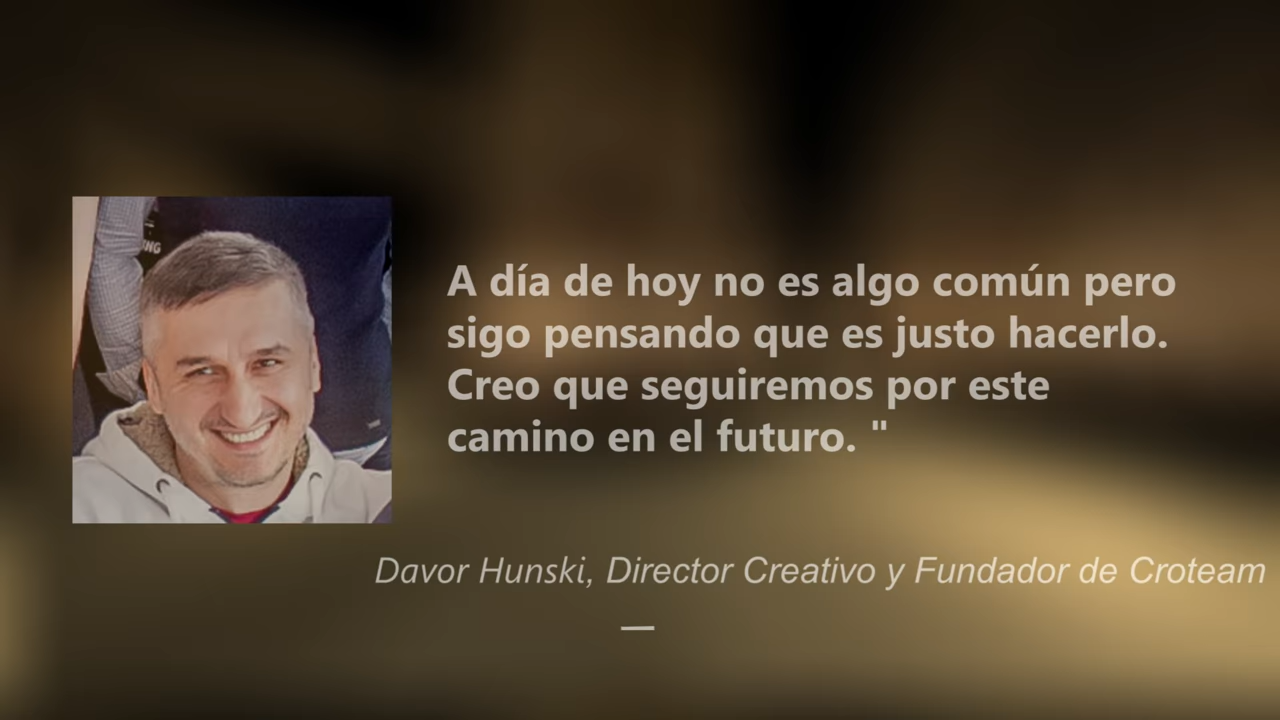 NG
A día de hoy no es algo común pero
sigo pensando que es justo hacerlo.
Creo que seguiremos por este
camino en el futuro. "
Davor Hunski, Director Creativo y Fundador de Croteam
—